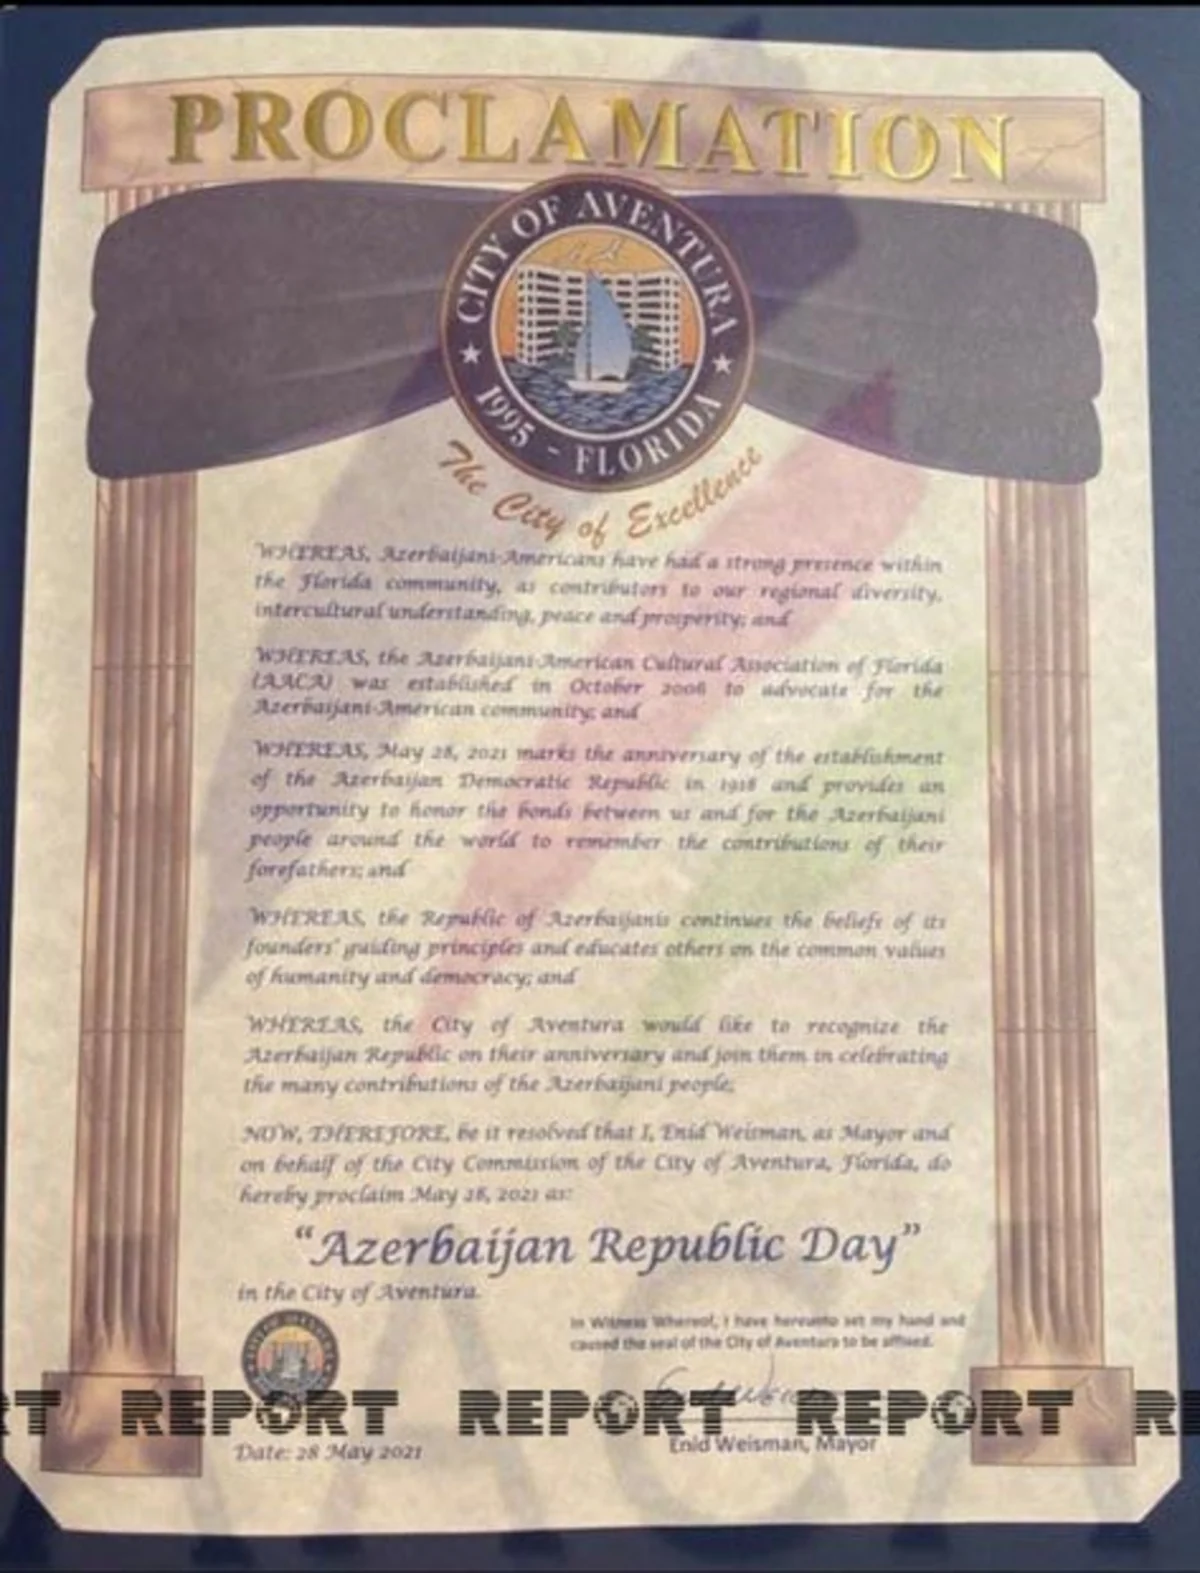 PROCLAMATION
CITY OF AVENTURA
1995 - FLORIDA
The City of Excellence
WHEREAS, Azerbaijani-Americans have had a strong presence within
the Florida community, as contributors to our regional diversity,
intercultural understanding, peace and prosperity; and
WHEREAS, the Azerbaijani-American Cultural Association of Florida
(AACA) was established in October 2006 to advocate for the
Azerbaijani-American community; and
WHEREAS, May 28, 2021 marks the anniversary of the establishment
of the Azerbaijan Democratic Republic in 1918 and provides an
opportunity to honor the bonds between us and for the Azerbaijani
people around the world to remember the contributions of their
forefathers; and
WHEREAS, the Republic of Azerbaijanis continues the beliefs of its
founders' guiding principles and educates others on the common values
of humanity and democracy; and
WHEREAS, the City of Aventura would like to recognize the
Azerbaijan Republic on their anniversary and join them in celebrating
the many contributions of the Azerbaijani people;
NOW, THEREFORE, be it resolved that I, Enid Weisman, as Mayor and
on behalf of the City Commission of the City of Aventura, Florida, do
hereby proclaim May 28, 2021 as:
"Azerbaijan Republic Day"
in the City of Aventura.
In Witness Whereof, I have hereunto set my hand and
caused the seal of the City of Aventura to be affixed.
RT REPORT REPORT REPORT RE
Enid Weisman, Mayor
Date: 28 May 2021